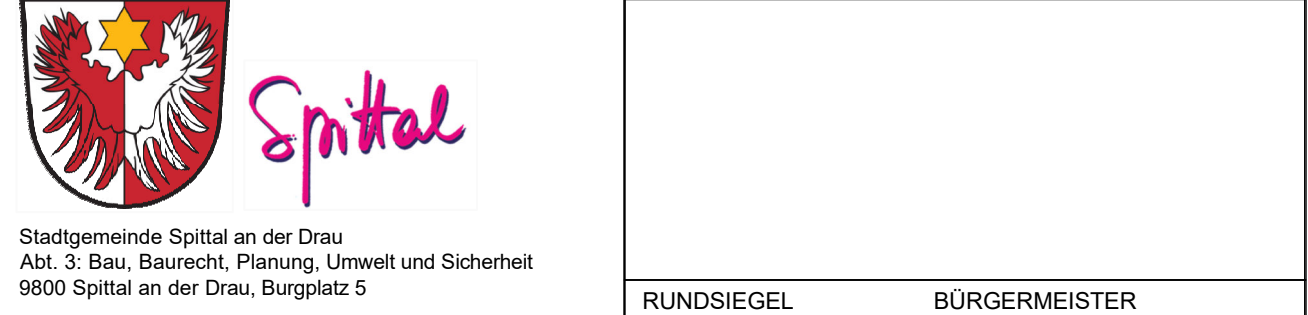 Spittal
Stadtgemeinde Spittal an der Drau
Abt. 3: Bau, Baurecht, Planung, Umwelt und Sicherheit
9800 Spittal an der Drau, Burgplatz 5
RUNDSIEGEL BÜRGERMEISTER